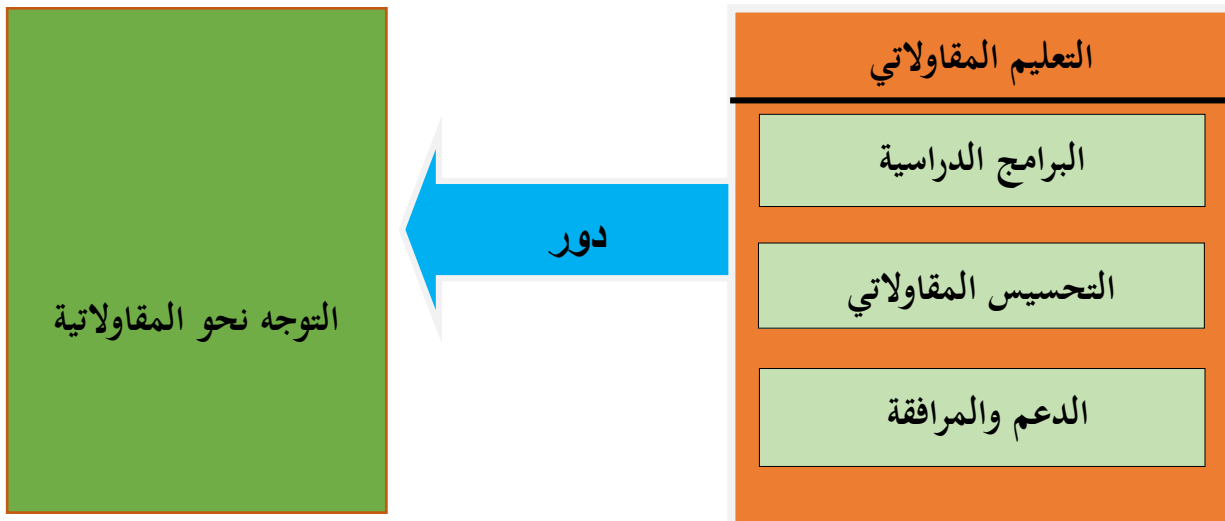 التعليم المقاولاتي
البرامج الدراسية
التحسيس المقاولاتي
الدعم والمرافقة
دور
التوجه نحو المقاولاتية